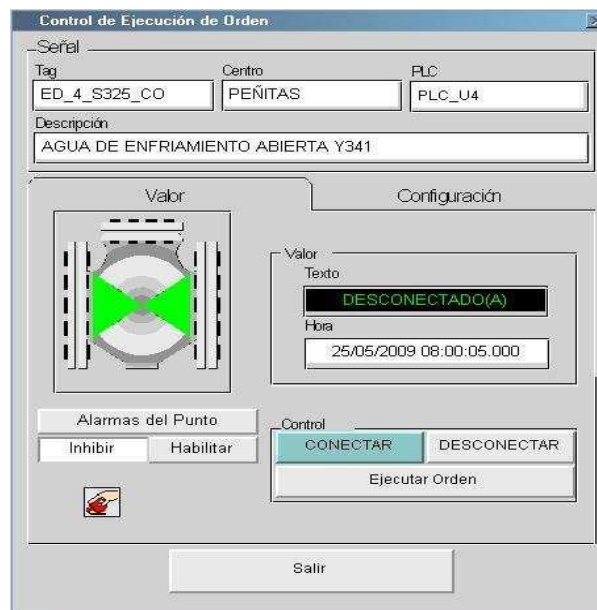 Control de Ejecución de Orden
Señal
Tag Centro PLC
ED_4_S325_CO PEÑITAS PLC_U4
Descripción
AGUA DE ENFRIAMIENTO ABIERTA Y341
Valor Configuración
Valor
Texto
DESCONECTADO(A)
Hora
25/05/2009 08:00:05.000
Alarmas del Punto
Inhibir Habilitar
Control
CONECTAR DESCONECTAR
Ejecutar Orden
Salir